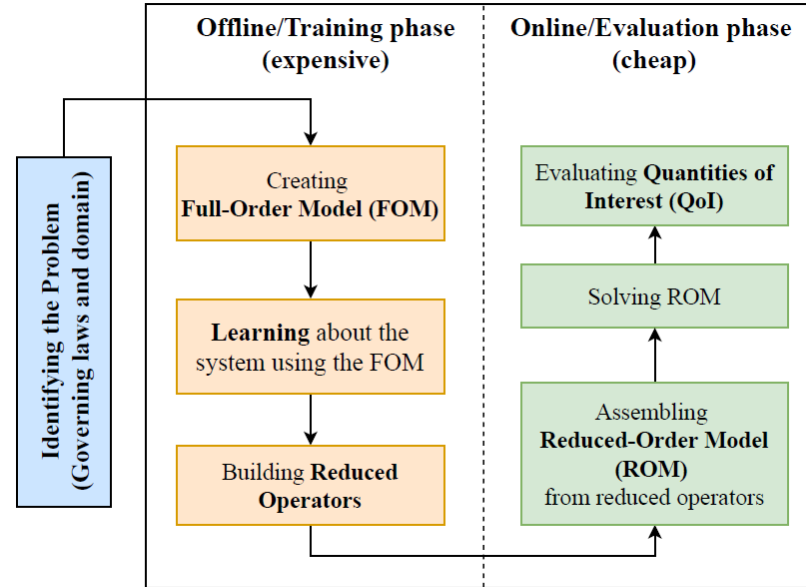 Offline/Training phase
(expensive)
Online/Evaluation phase
(cheap)
Identifying the Problem
(Governing laws and domain)
Creating
Full-Order Model (FOM)
Learning about the
system using the FOM
Building Reduced
Operators
Evaluating Quantities of
Interest (QoI)
Solving ROM
Assembling
Reduced-Order Model
(ROM)
from reduced operators